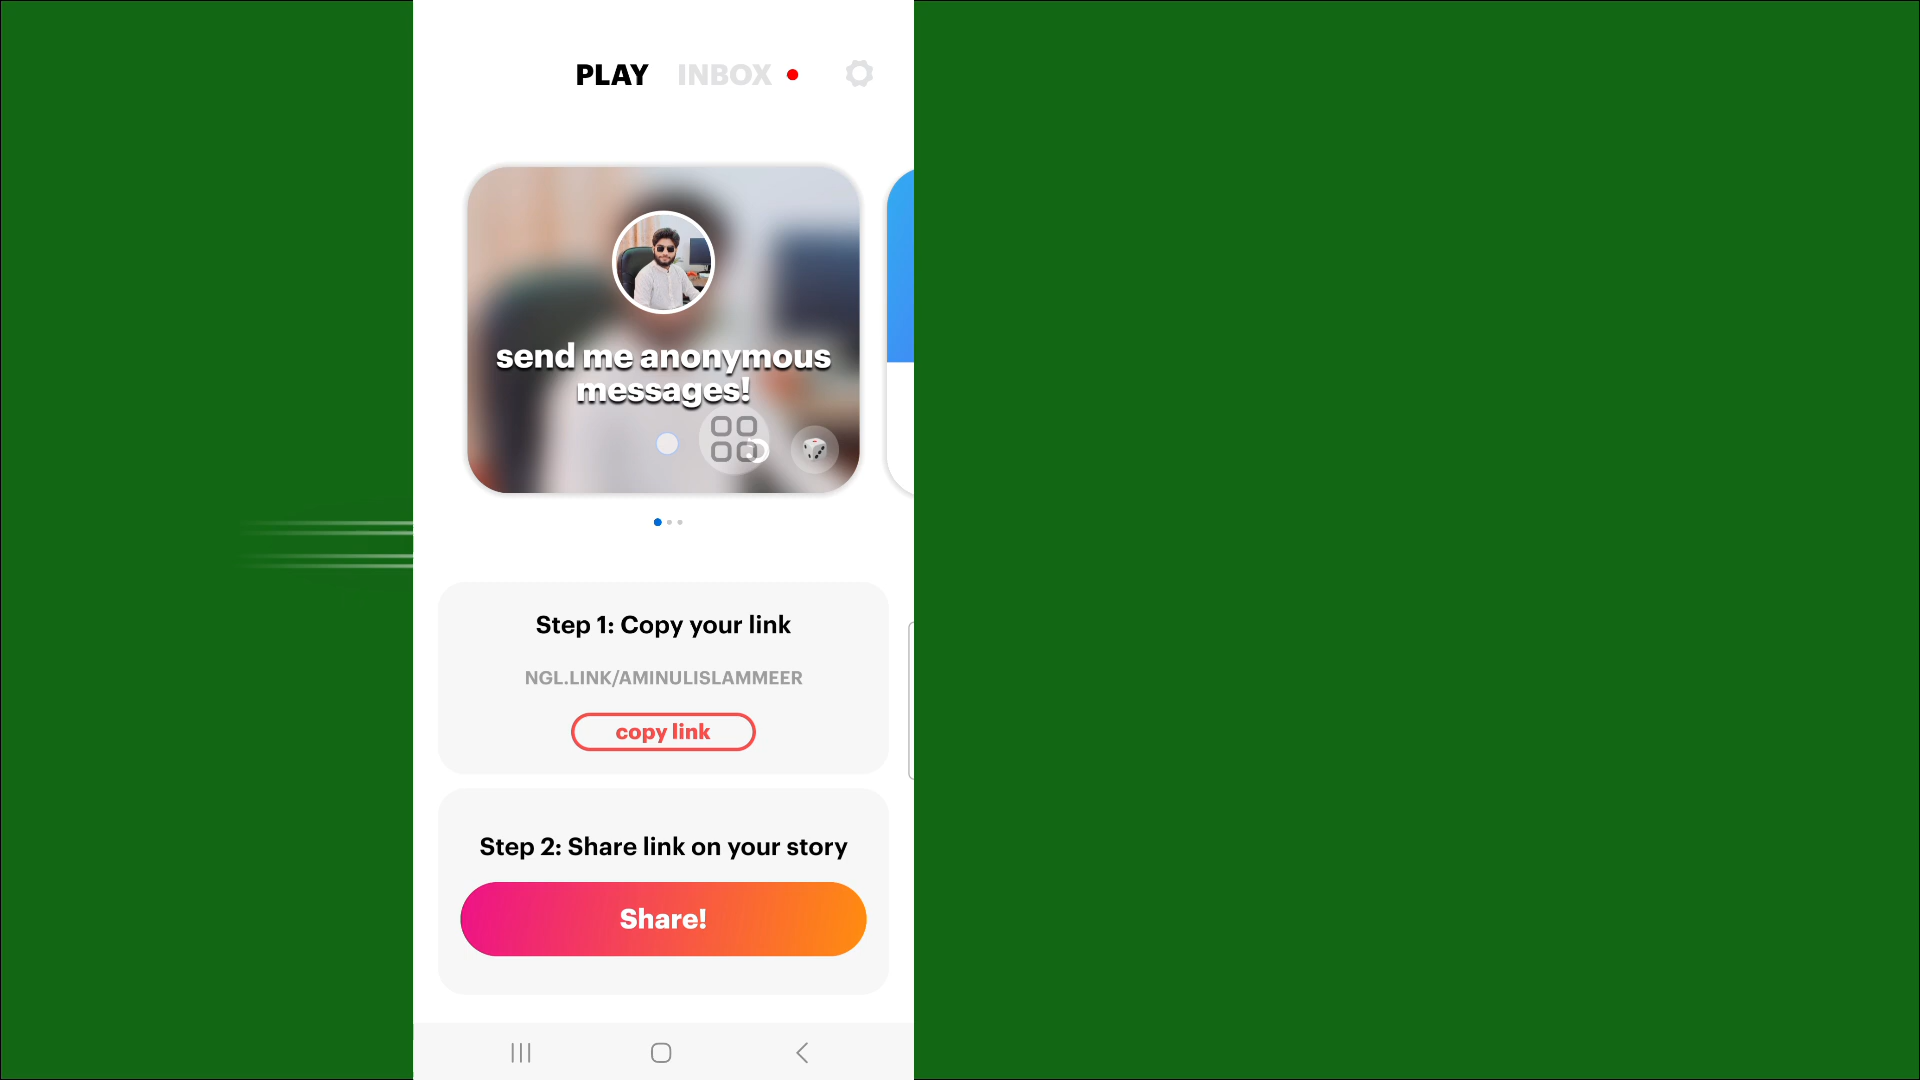 PLAY INBOX
send me anonymous
messages!
Step 1: Copy your link
NGL.LINK/AMINULISLAMMEER
copy link
Step 2: Share link on your story
Share!